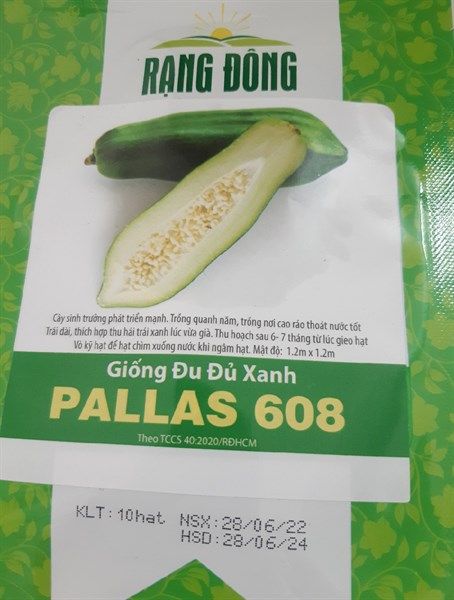 RẠNG ĐÔNG
Cây sinh trưởng phát triển mạnh. Trồng quanh năm, trồng nơi cao ráo thoát nước tốt
Trái dài, thích hợp thu hái trái xanh lúc vừa già. Thu hoạch sau 6- 7 tháng từ lúc gieo hạt
Vò kỹ hạt để hạt chìm xuống nước khi ngâm hạt. Mật độ: 1.2m x 1.2m
Giống Đu Đủ Xanh
PALLAS 608
Theo TCCS 40:2020/RĐHCM
KLT:10hat NSX:28/06/22
HSD:28/06/24